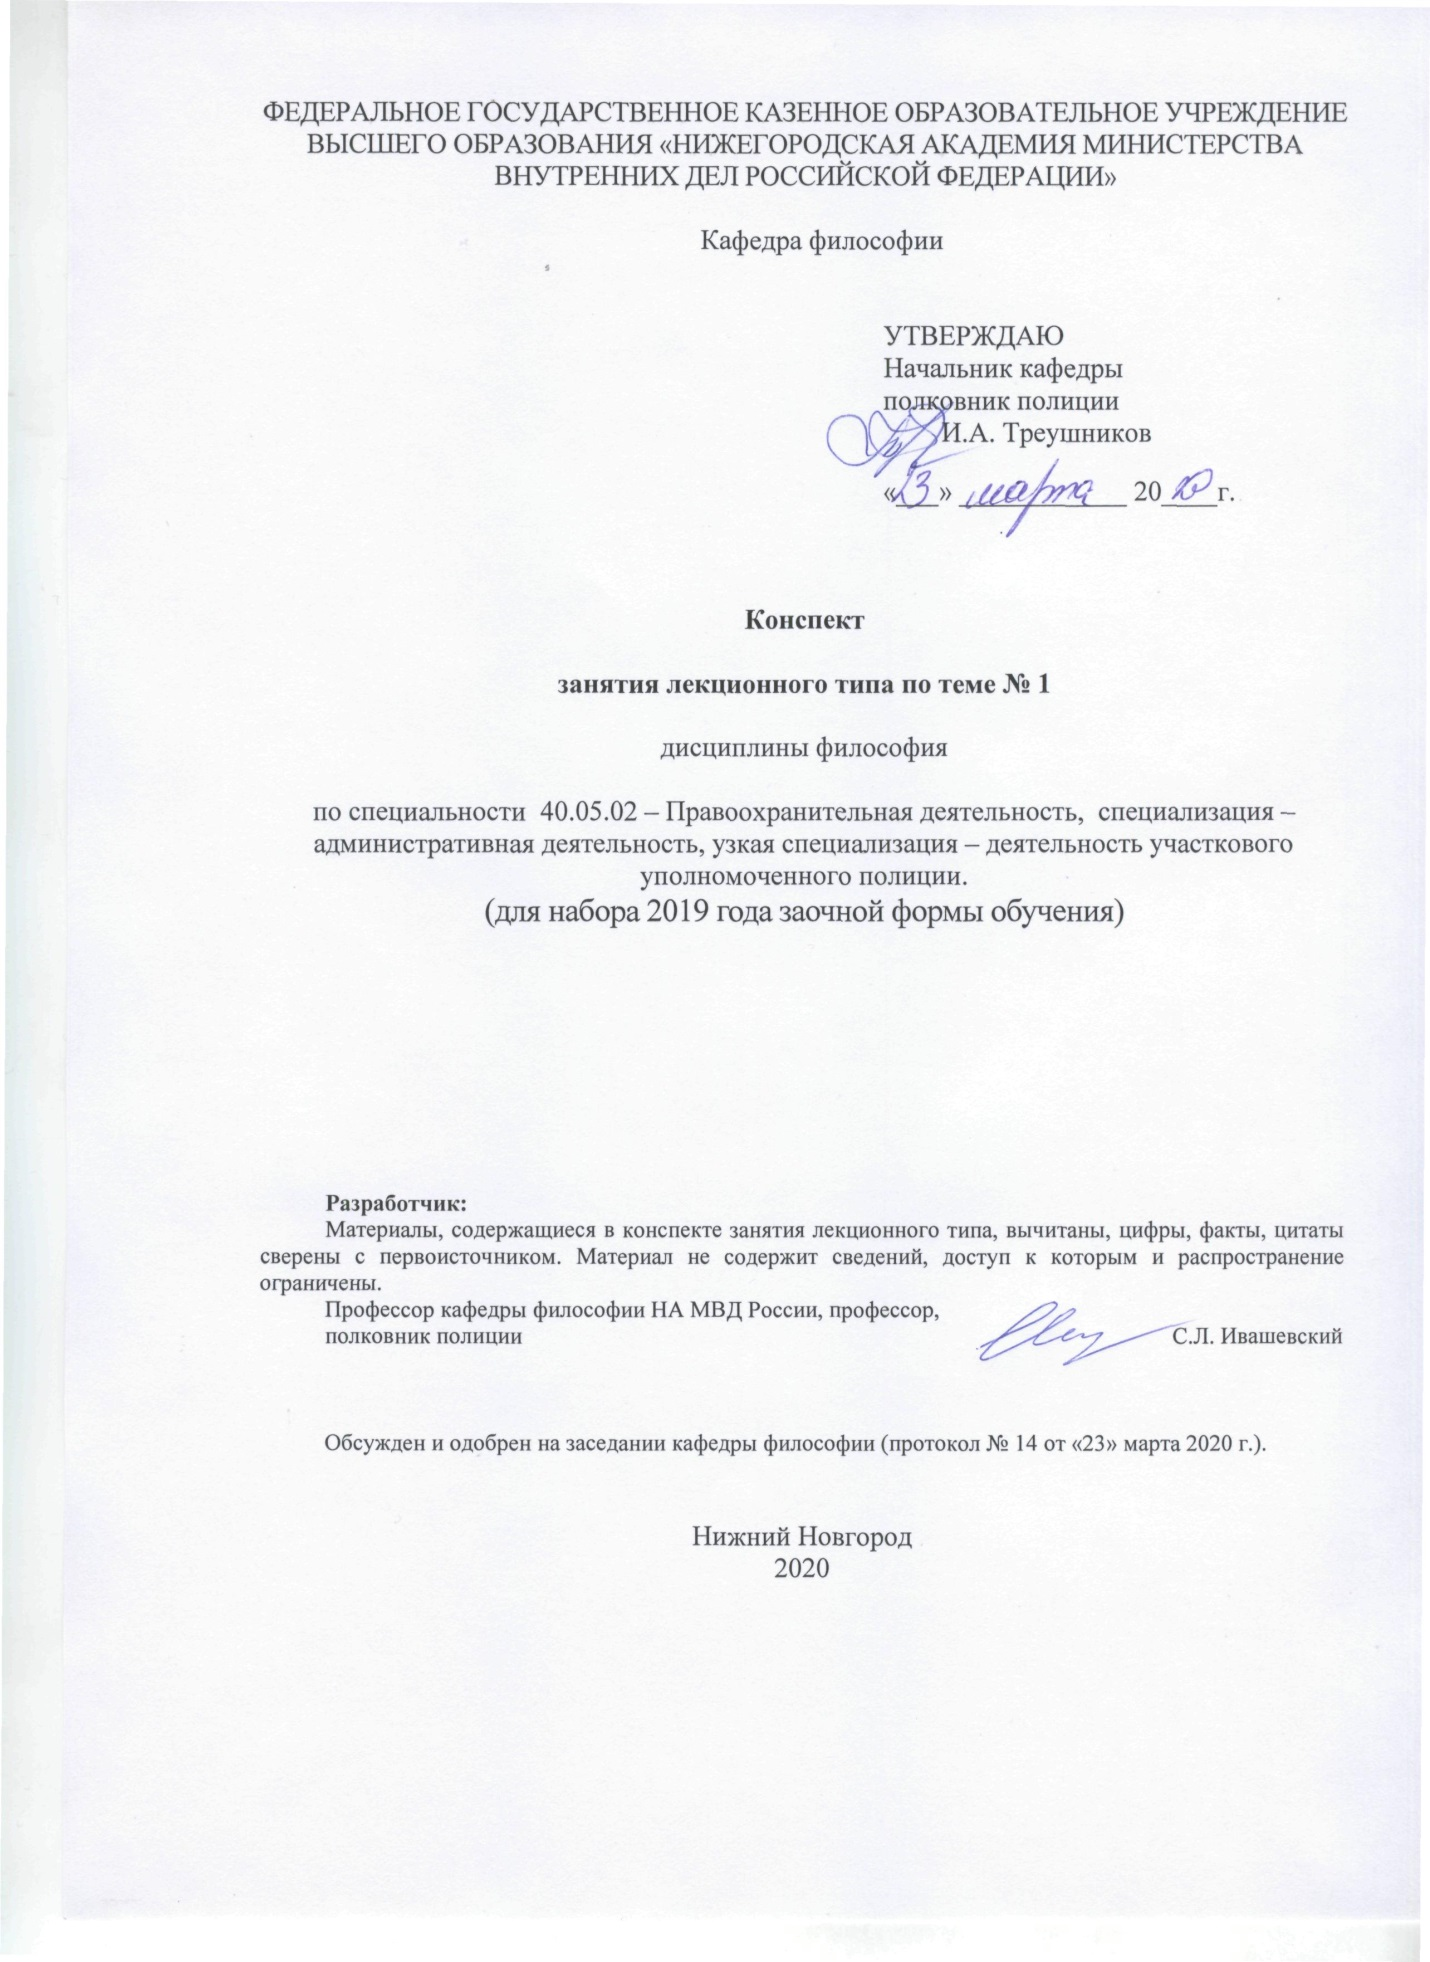 ФЕДЕРАЛЬНОЕ ГОСУДАРСТВЕННОЕ КАЗЕННОЕ ОБРАЗОВАТЕЛЬНОЕ УЧРЕЖДЕНИЕ
ВЫСШЕГО ОБРАЗОВАНИЯ «НИЖЕГОРОДСКАЯ АКАДЕМИЯ МИНИСТЕРСТВА
ВНУТРЕННИХ ДЕЛ РОССИЙСКОЙ ФЕДЕРАЦИИ»
Кафедра философии
УТВЕРЖДАЮ
Начальник кафедры
полковник полиции
И.А. Треушников
«23» марта 2020 г.
Конспект
занятия лекционного типа по теме № 1
дисциплины философия
по специальности 40.05.02 – Правоохранительная деятельность, специализация –
административная деятельность, узкая специализация – деятельность участкового
уполномоченного полиции.
(для набора 2019 года заочной формы обучения)
Разработчик:
Материалы, содержащиеся в конспекте занятия лекционного типа, вычитаны, цифры, факты, цитаты
сверены с первоисточником. Материал не содержит сведений, доступ к которым и распространение
ограничены.
Профессор кафедры философии НА МВД России, профессор,
полковник полиции С.Л. Ивашевский
Обсужден и одобрен на заседании кафедры философии (протокол № 14 от «23» марта 2020 г.).
Нижний Новгород
2020